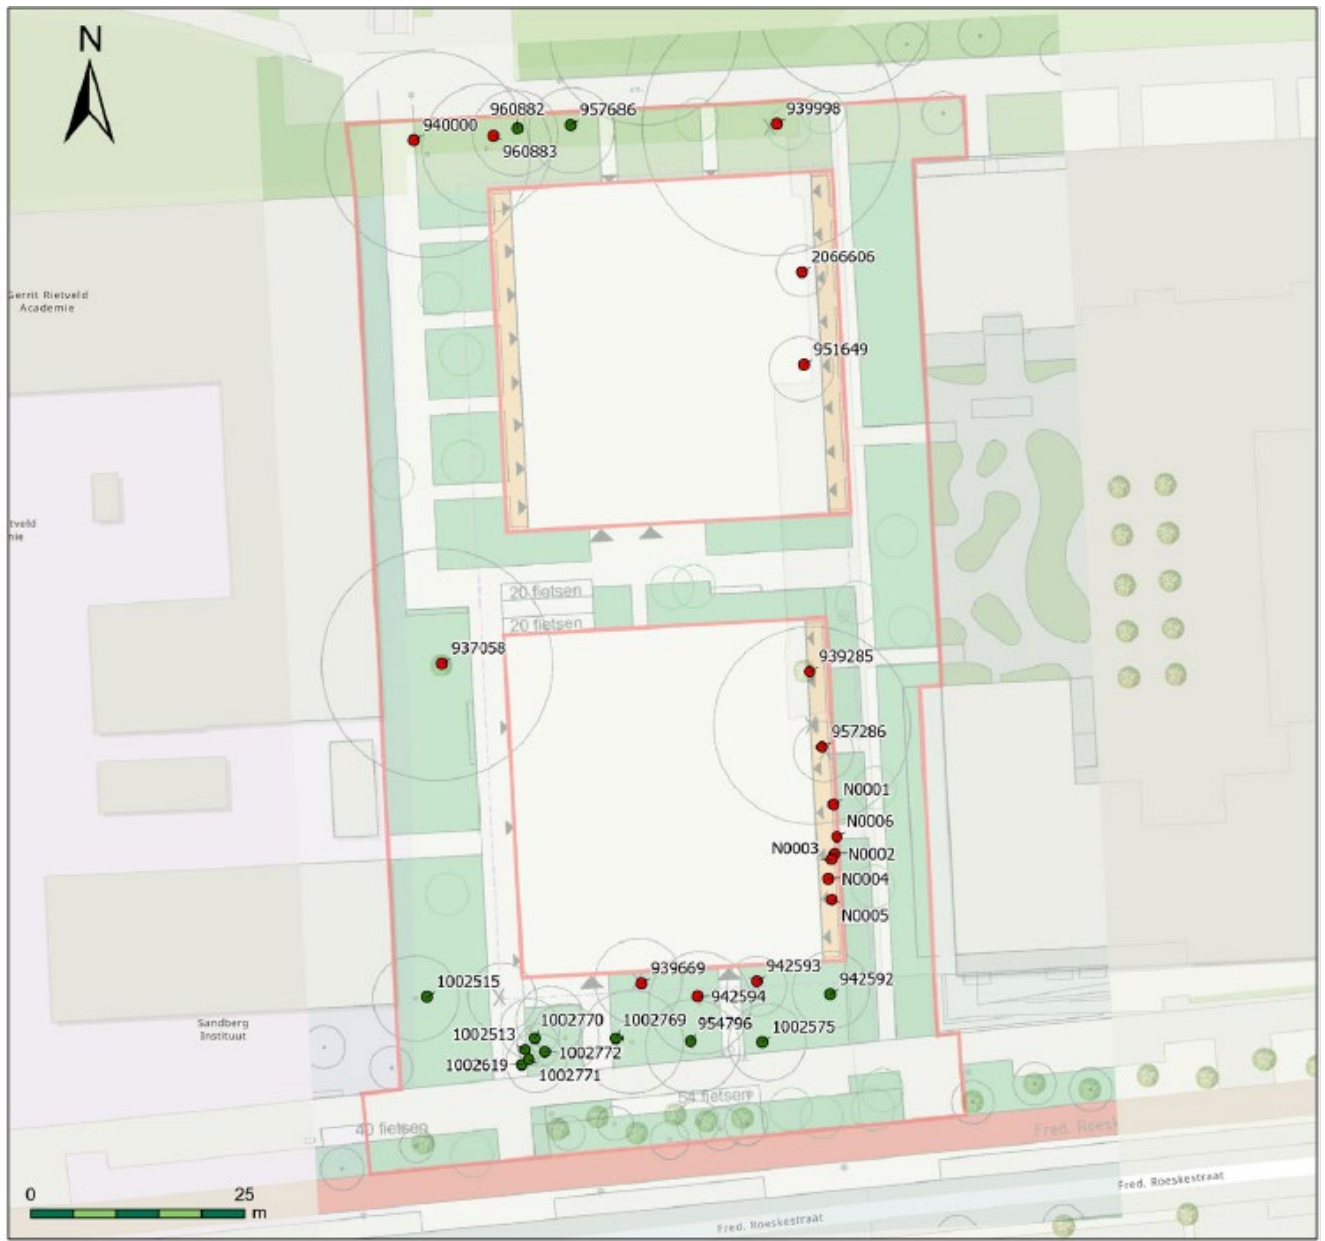 N
960882
957686
940000
939998
960883
2066606
Gerrit Rietveld
Academie
951649
20 fietsen
20 fietsen
937058
939285
957286
N0001
N0006
N0003
N0002
N0004
N0005
1002515
939669
942593
942592
942594
Sandberg
Instituut
1002513
1002770
1002769
954796
1002575
1002619
1002772
1002771
54 fietsen
40 fietsen
Fred. Roesk
0
25
m
Fred. Roeskestraat
Fred. Roeskestraat